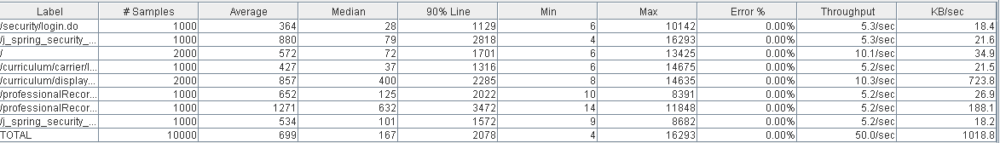 Label # Samples Average Median 90% Line Min Max Error % Throughput KB/sec
/security/login.do 1000 364 28 1129 6 10142 0.00% 5.3/sec 18.4
/j_spring_security_... 1000 880 79 2818 4 16293 0.00% 5.3/sec 21.6
/ 2000 572 72 1701 6 13425 0.00% 10.1/sec 34.9
/curriculum/carrier/l... 1000 427 37 1316 6 14675 0.00% 5.2/sec 21.5
/curriculum/display... 2000 857 400 2285 8 14635 0.00% 10.3/sec 723.8
/professionalRecor... 1000 652 125 2022 10 8391 0.00% 5.2/sec 26.9
/professionalRecor... 1000 1271 632 3472 14 11848 0.00% 5.2/sec 188.1
/j_spring_security_... 1000 534 101 1572 9 8682 0.00% 5.2/sec 18.2
TOTAL 10000 699 167 2078 4 16293 0.00% 50.0/sec 1018.6